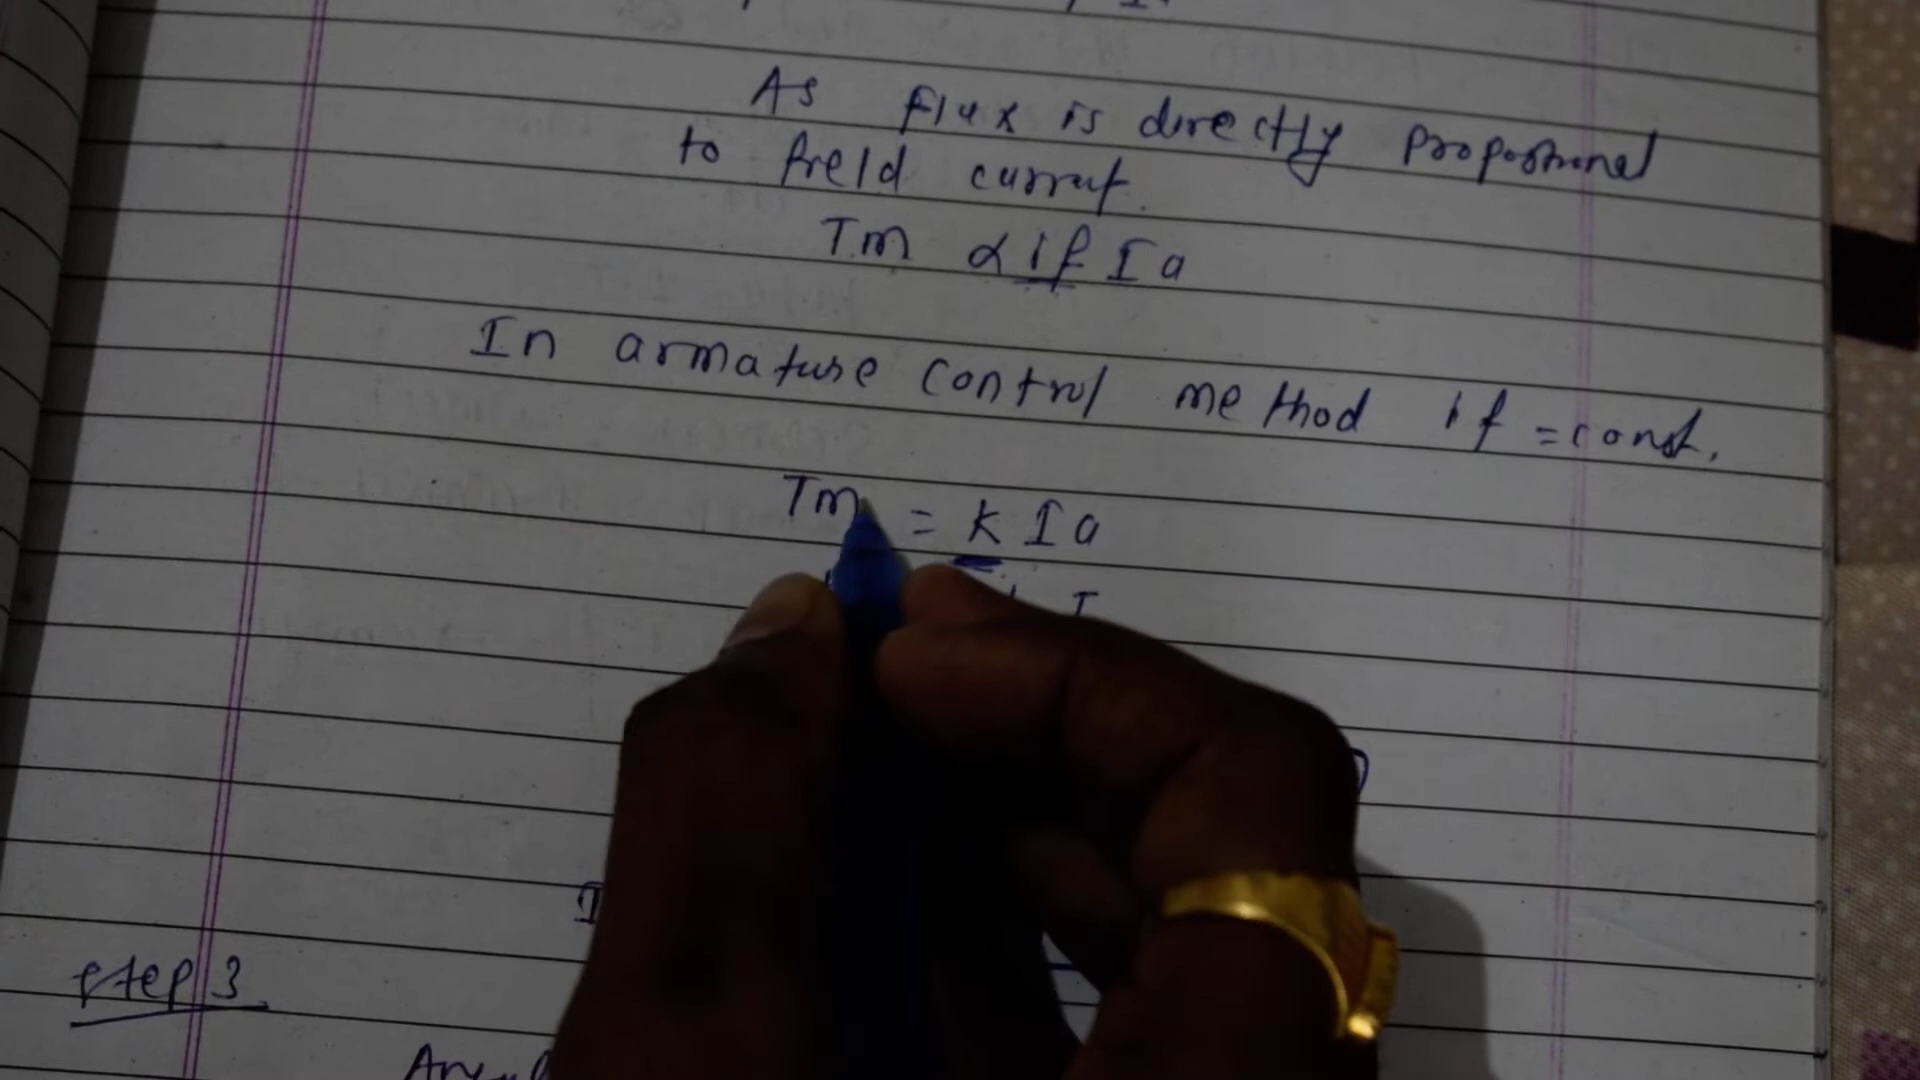 As flux is directly proportional
to field current.
Tm α if Ia
In armature control method if = const.
Tm = K Ia
I
I
step 3